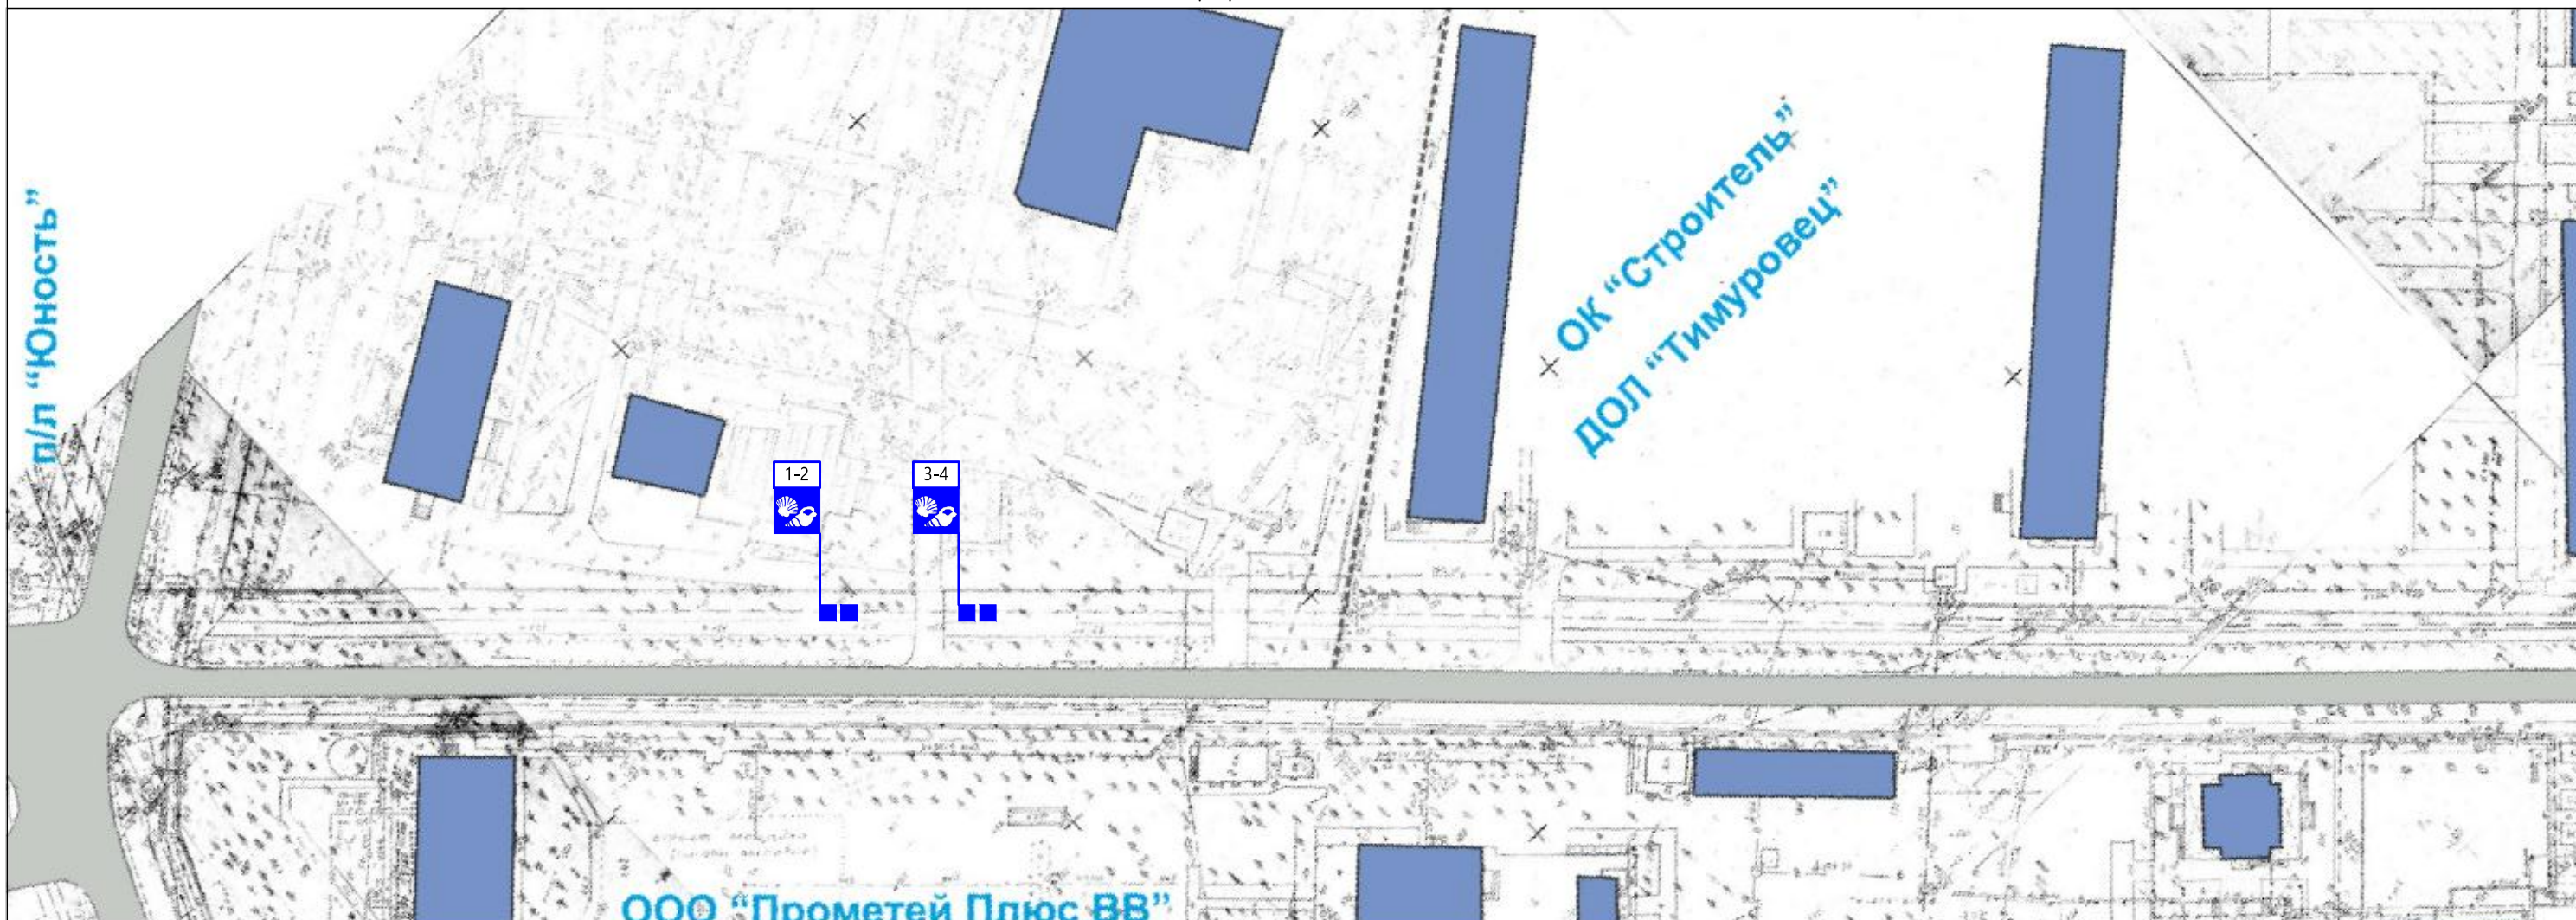 п/л “Юность”
1-2
3-4
ОК “Строитель”
ДОЛ “Тимуровец”
ООО “Прометей Плюс ВВ”